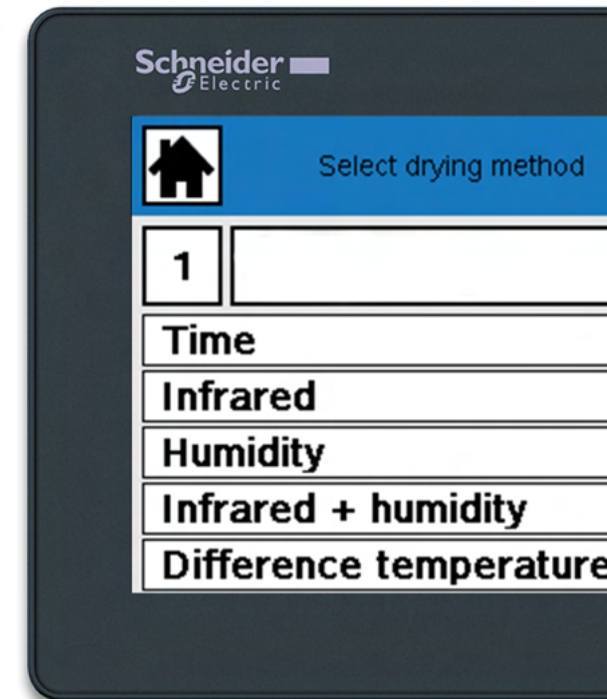 Schneider
Electric
Select drying method
1
Time
Infrared
Humidity
Infrared + humidity
Difference temperature